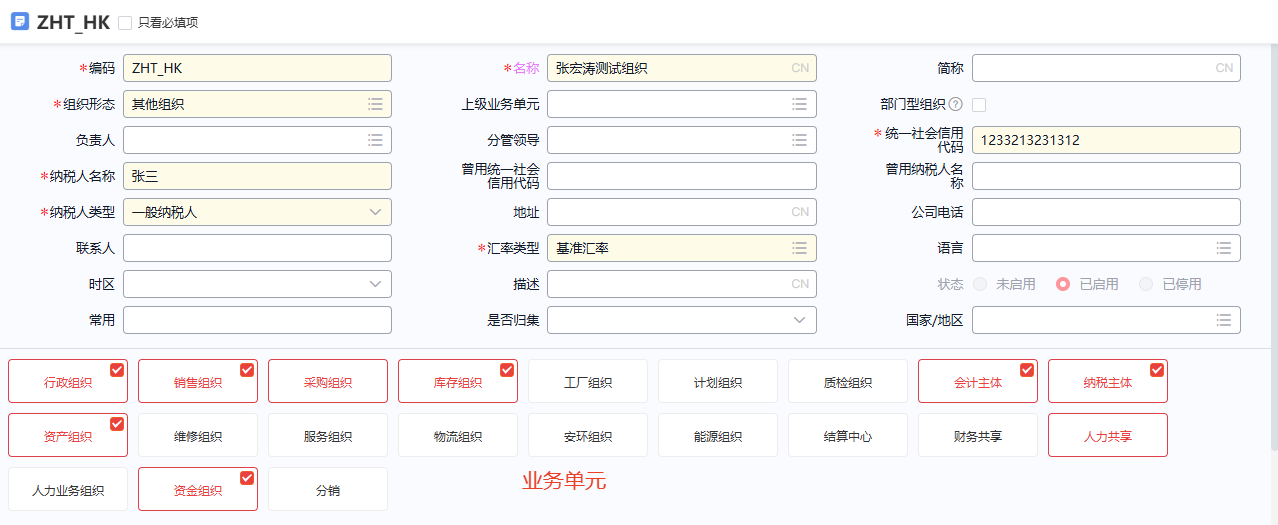 ZHT_HK 只看必填项
*编码 ZHT_HK *名称 张宏涛测试组织 CN 简称 CN
*组织形态 其他组织 上级业务单元 部门型组织 ?
负责人 分管领导 *统一社会信用
代码 1233213231312
*纳税人名称 张三 曾用统一社会
信用代码 曾用纳税人名
称
*纳税人类型 一般纳税人 地址 CN 公司电话
联系人 *汇率类型 基准汇率 语言
时区 描述 CN 状态 未启用 已启用 已停用
常用 是否归集 国家/地区
行政组织 销售组织 采购组织 库存组织 工厂组织 计划组织 质检组织 会计主体 纳税主体
资产组织 维修组织 服务组织 物流组织 安环组织 能源组织 结算中心 财务共享 人力共享
人力业务组织 资金组织 分销 业务单元